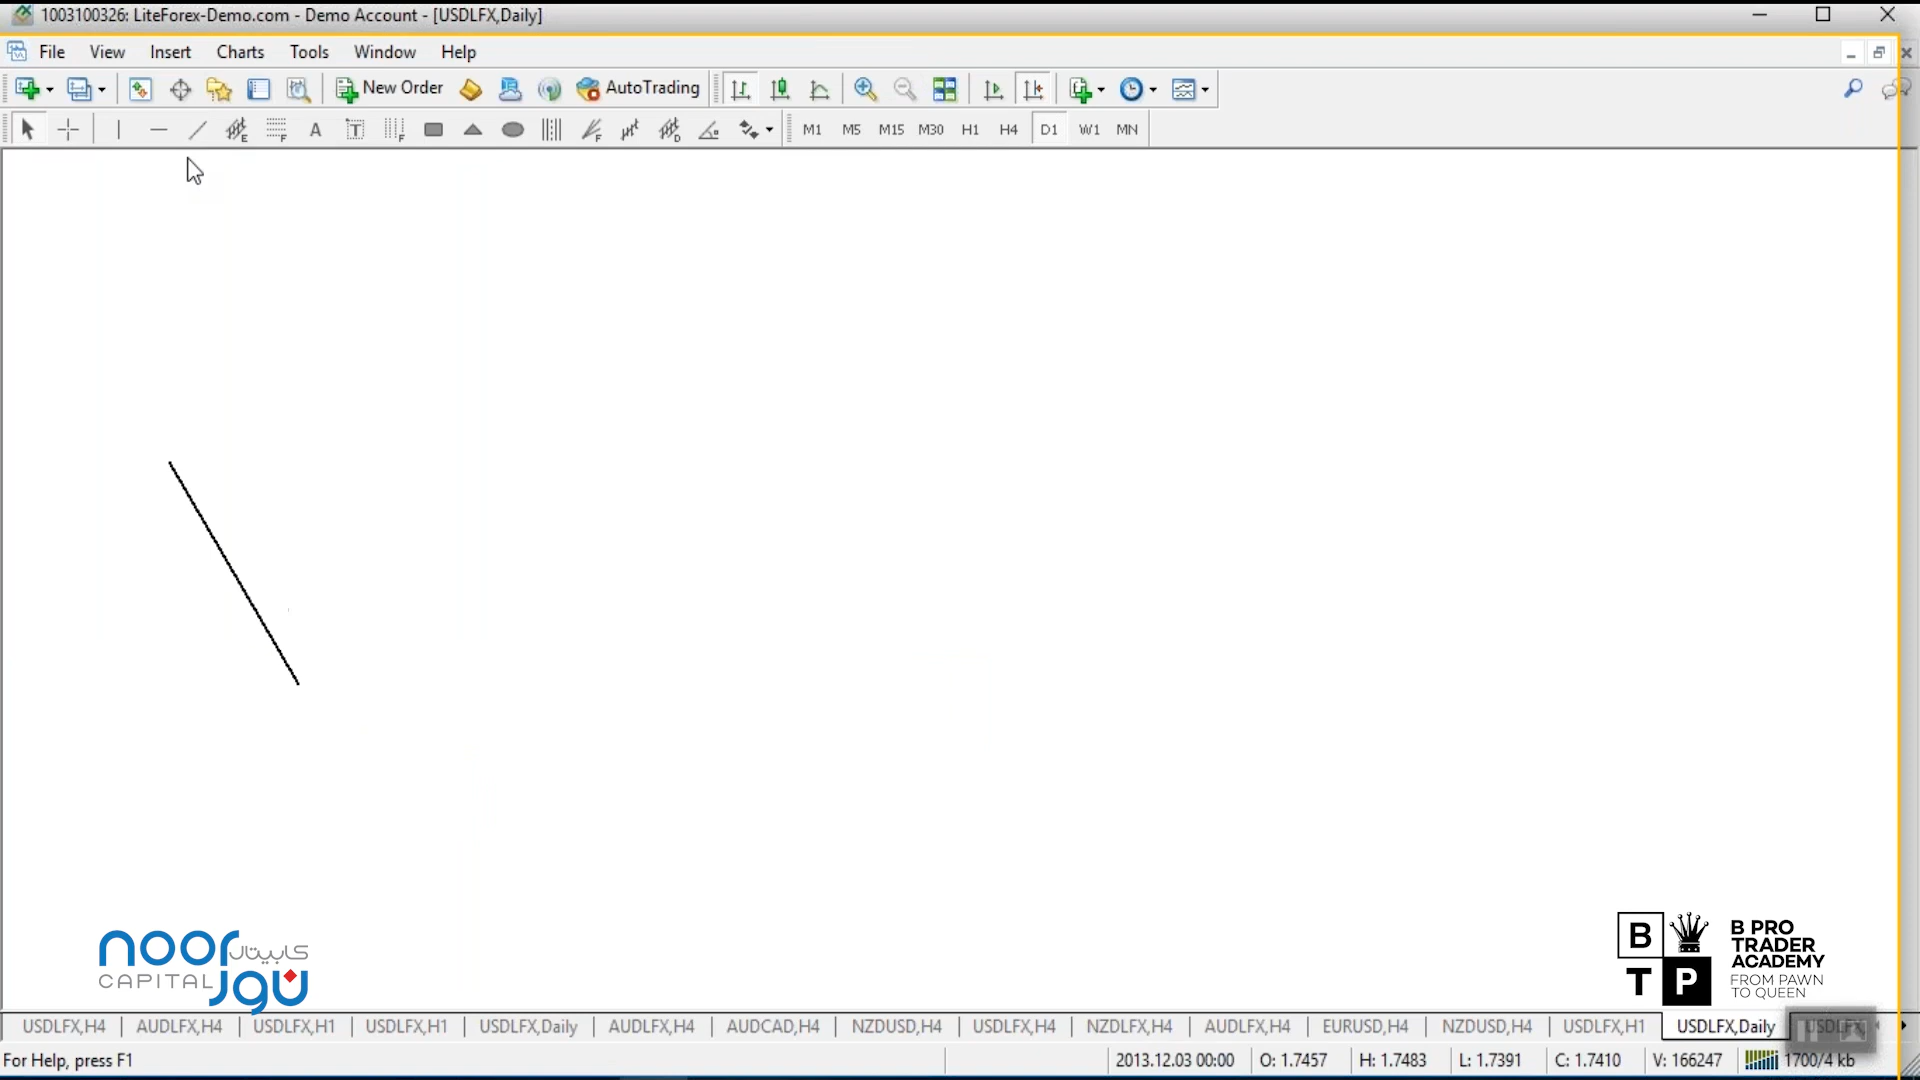 1003100326: LiteForex-Demo.com - Demo Account - [USDLFX,Daily]
File View Insert Charts Tools Window Help
New Order AutoTrading
A T M1 M5 M15 M30 H1 H4 D1 W1 MN
noor كابيتال
CAPITAL نور
B T P
B PRO
TRADER
ACADEMY
FROM PAWN
TO QUEEN
USDLFX,H4 AUDLFX,H4 USDLFX,H1 USDLFX,H1 USDLFX,Daily AUDLFX,H4 AUDCAD,H4 NZDUSD,H4 USDLFX,H4 NZDLFX,H4 AUDLFX,H4 EURUSD,H4 NZDUSD,H4 USDLFX,H1 USDLFX,Daily
For Help, press F1 2013.12.03 00:00 O: 1.7457 H: 1.7483 L: 1.7391 C: 1.7410 V: 166247 1700/4 kb